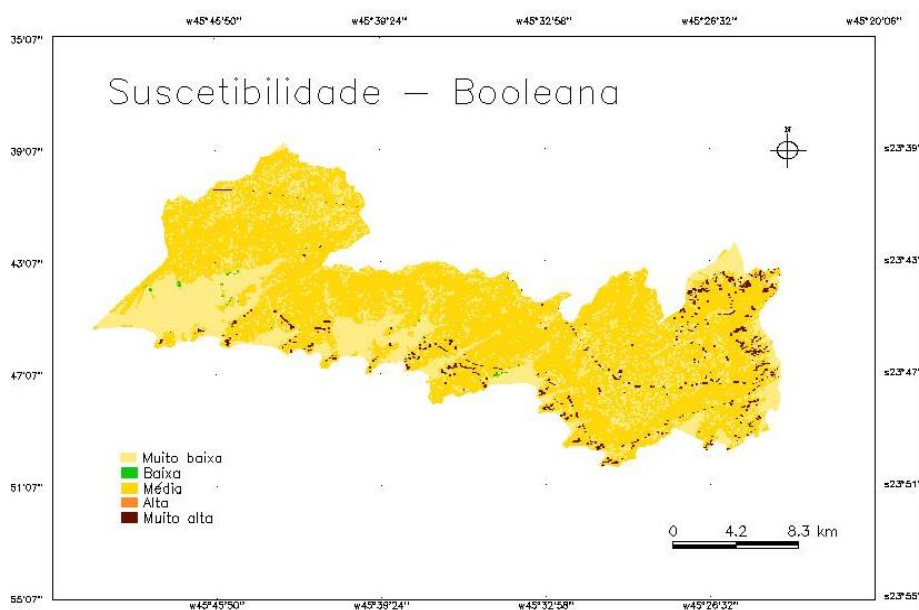 w45°45'50" w45°39'24" w45°32'58" w45°26'32" w45°20'06"
35'07"
Suscetibilidade – Booleana
N
39'07" s23°39'
43'07" s23°43'
47'07" s23°47'
Muito baixa
Baixa
Média
51'07" s23°51'
Alta
Muito alta
0 4.2 8.3 km
55'07" s23°55'
w45°45'50" w45°39'24" w45°32'58" w45°26'32"